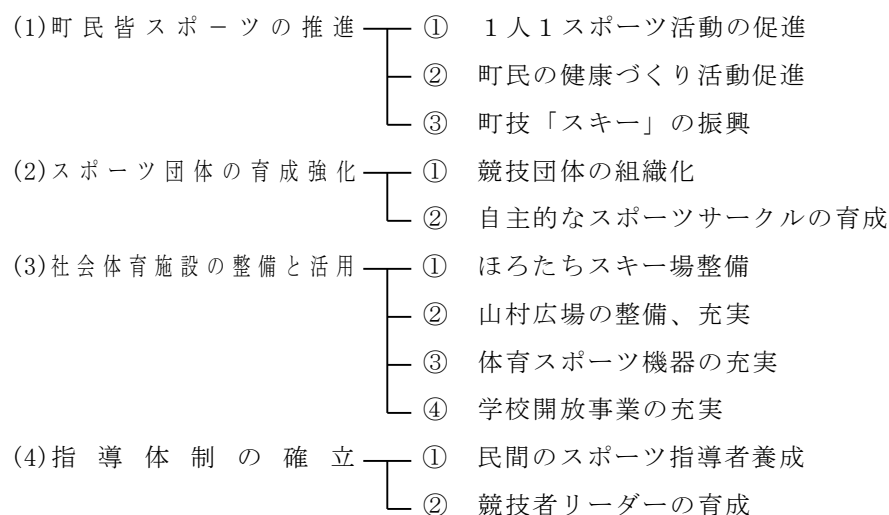 (1)町民皆スポーツの推進 ① １人１スポーツ活動の促進
② 町民の健康づくり活動促進
③ 町技「スキー」の振興
(2)スポーツ団体の育成強化 ① 競技団体の組織化
② 自主的なスポーツサークルの育成
(3)社会体育施設の整備と活用 ① ほろたちスキー場整備
② 山村広場の整備、充実
③ 体育スポーツ機器の充実
④ 学校開放事業の充実
(4)指導体制の確立 ① 民間のスポーツ指導者養成
② 競技者リーダーの育成